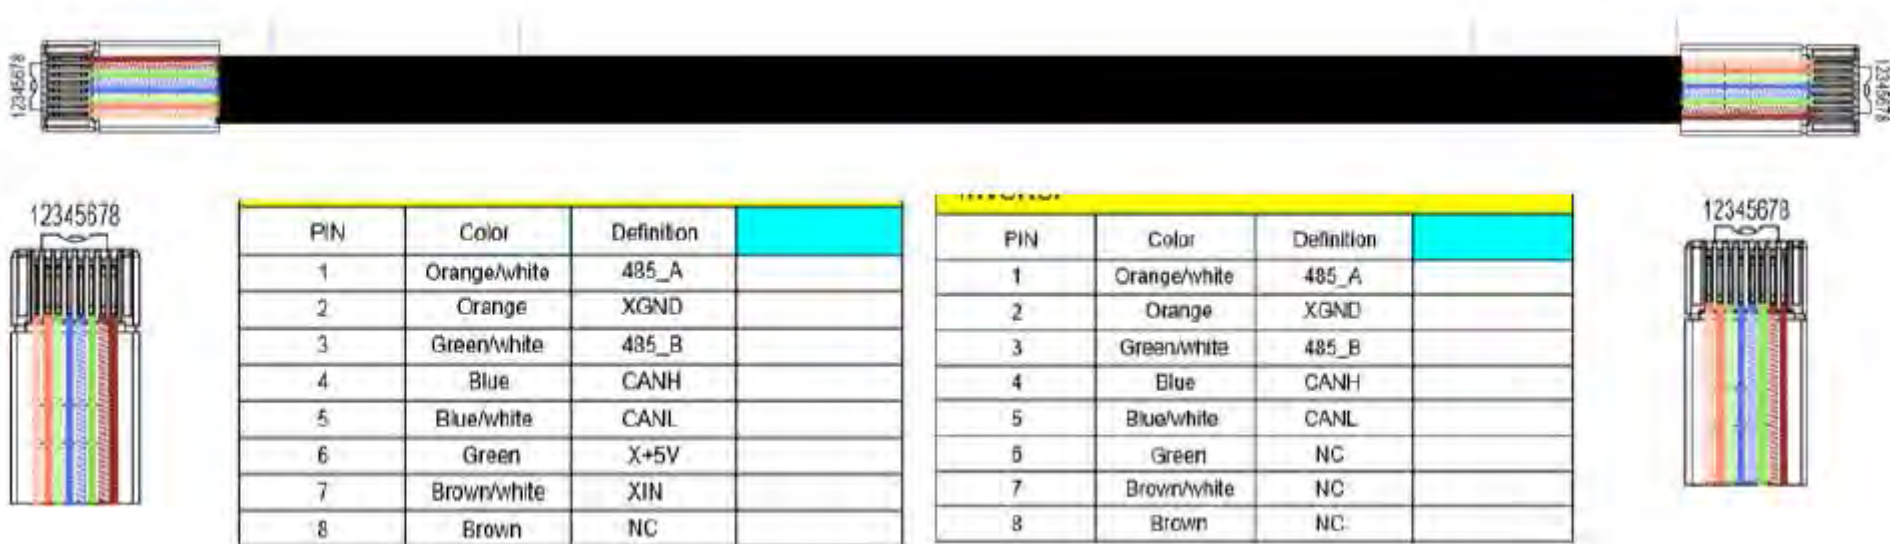 12345678
12345678
12345678
PIN Color Definition
1 Orange/white 485_A
2 Orange XGND
3 Green/white 485_B
4 Blue CANH
5 Blue/white CANL
6 Green X+5V
7 Brown/white XIN
8 Brown NC
PIN Color Definition
1 Orange/white 485_A
2 Orange XGND
3 Green/white 485_B
4 Blue CANH
5 Blue/white CANL
6 Green NC
7 Brown/white NC
8 Brown NC
12345678